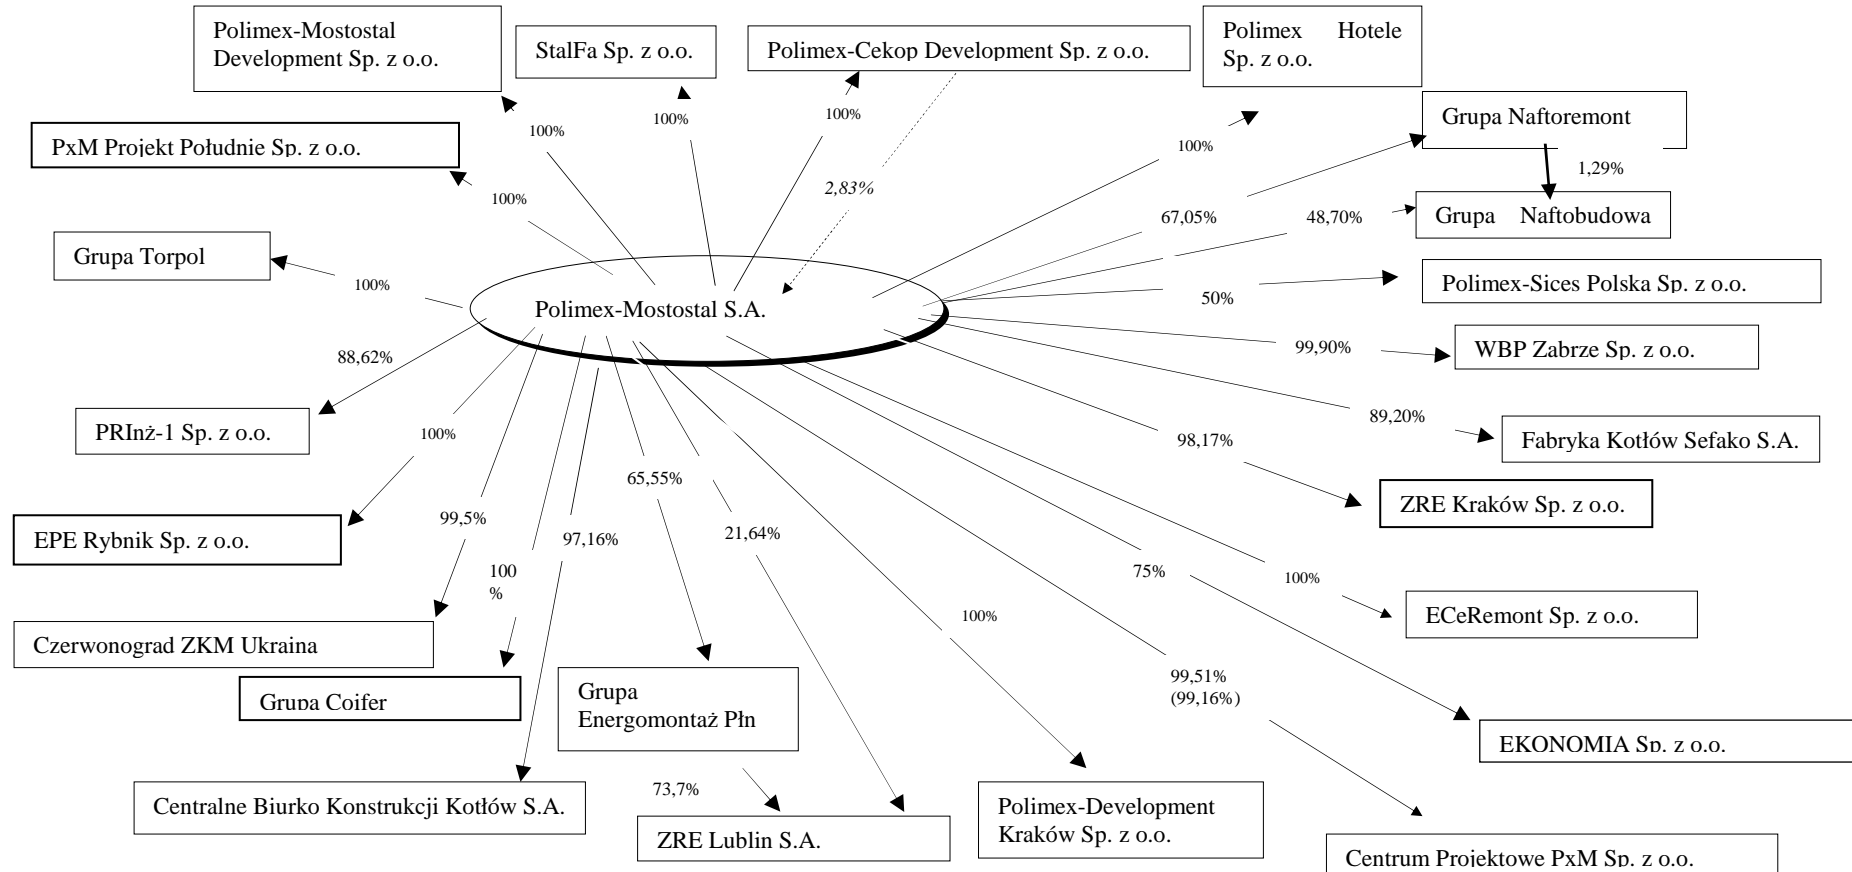 Polimex-Mostostal
Development Sp. z o.o.
StalFa Sp. z o.o.
Polimex-Cekop Development Sp. z o.o.
Polimex Hotele
Sp. z o.o.
Grupa Naftoremont
PxM Projekt Południe Sp. z o.o.
100%
100%
100%
100%
100%
1,29%
2,83%
67,05%
48,70%
Grupa Naftobudowa
Grupa Torpol
100%
50%
Polimex-Sices Polska Sp. z o.o.
Polimex-Mostostal S.A.
88,62%
99,90%
WBP Zabrze Sp. z o.o.
PRInż-1 Sp. z o.o.
100%
98,17%
89,20%
Fabryka Kotłów Sefako S.A.
65,55%
ZRE Kraków Sp. z o.o.
EPE Rybnik Sp. z o.o.
99,5%
97,16%
21,64%
100
%
75%
100%
100%
ECeRemont Sp. z o.o.
Czerwonograd ZKM Ukraina
Grupa Coifer
Grupa
Energomontaż Płn
99,51%
(99,16%)
EKONOMIA Sp. z o.o.
73,7%
Centralne Biurko Konstrukcji Kotłów S.A.
ZRE Lublin S.A.
Polimex-Development
Kraków Sp. z o.o.
Centrum Projektowe PxM Sp. z o.o.